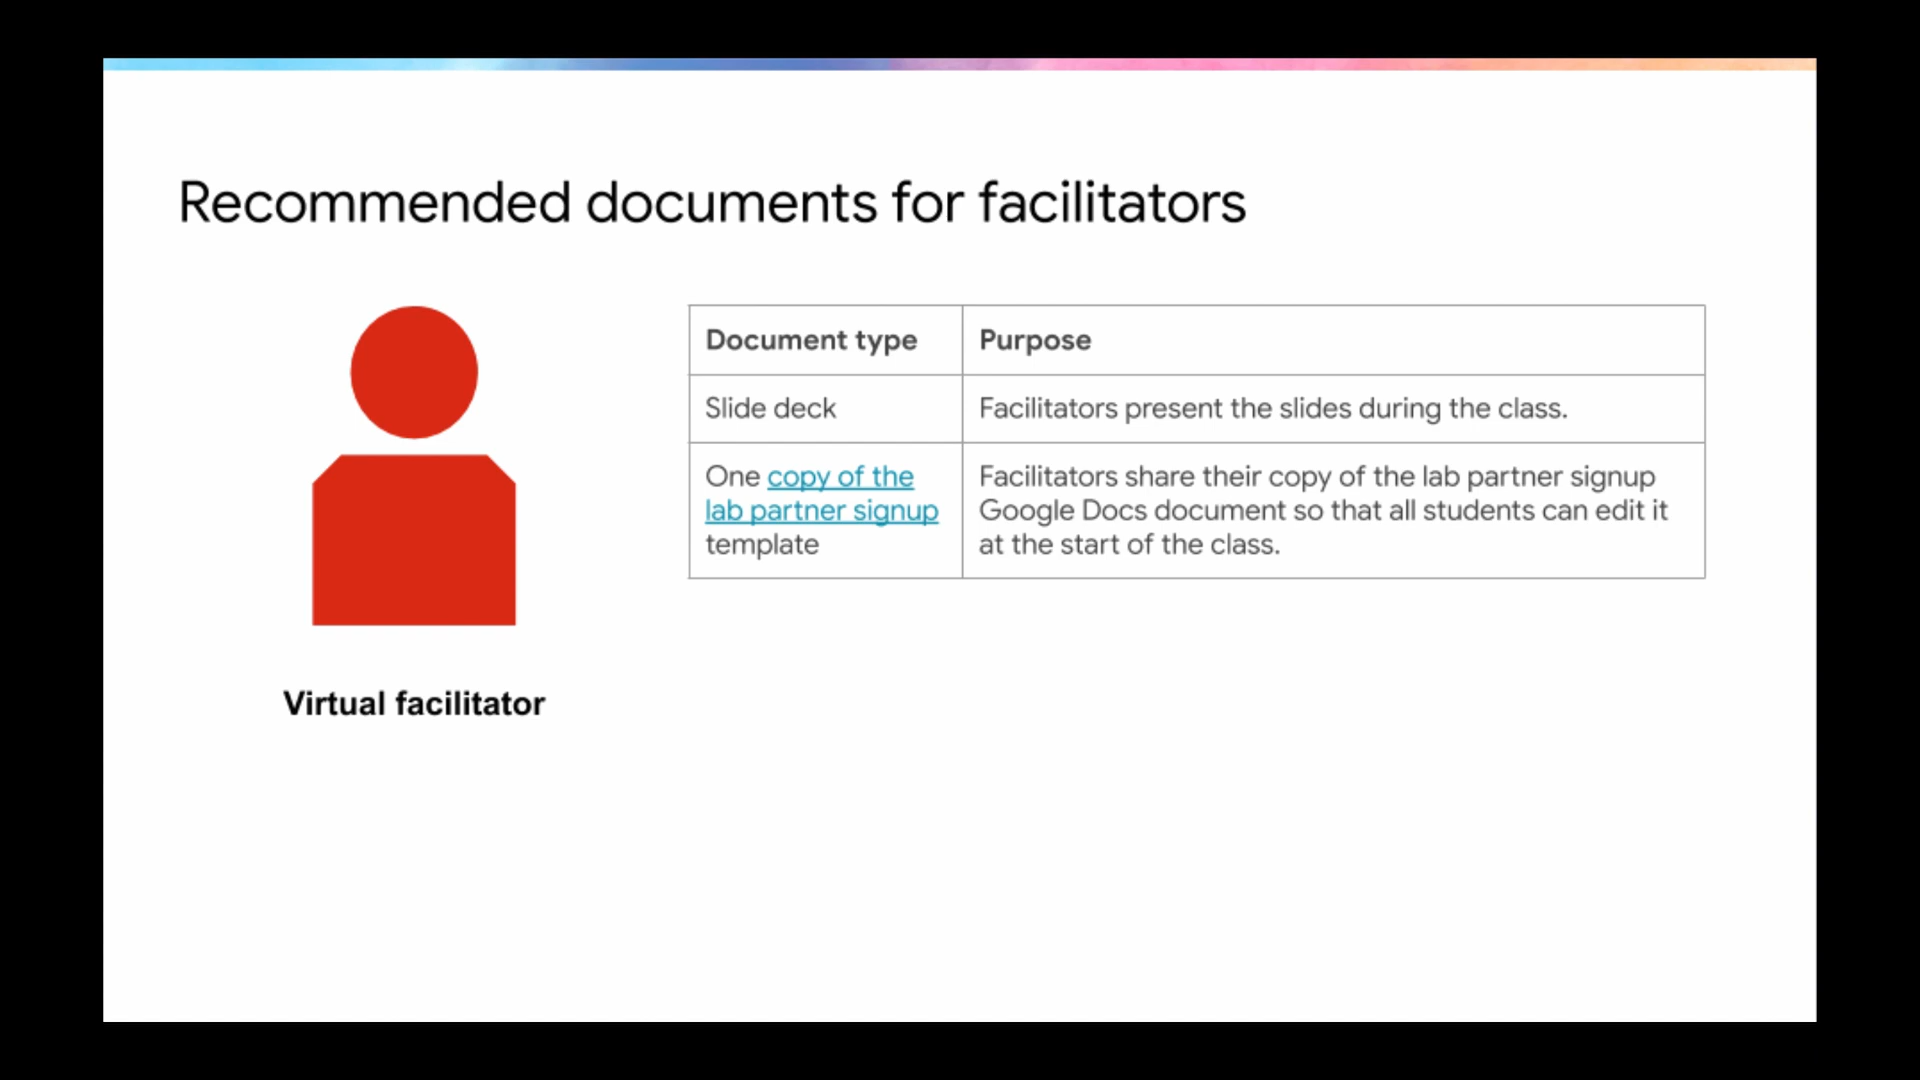 Recommended documents for facilitators
Virtual facilitator
Document type
Purpose
Slide deck
Facilitators present the slides during the class.
One copy of the
lab partner signup
template
Facilitators share their copy of the lab partner signup
Google Docs document so that all students can edit it
at the start of the class.